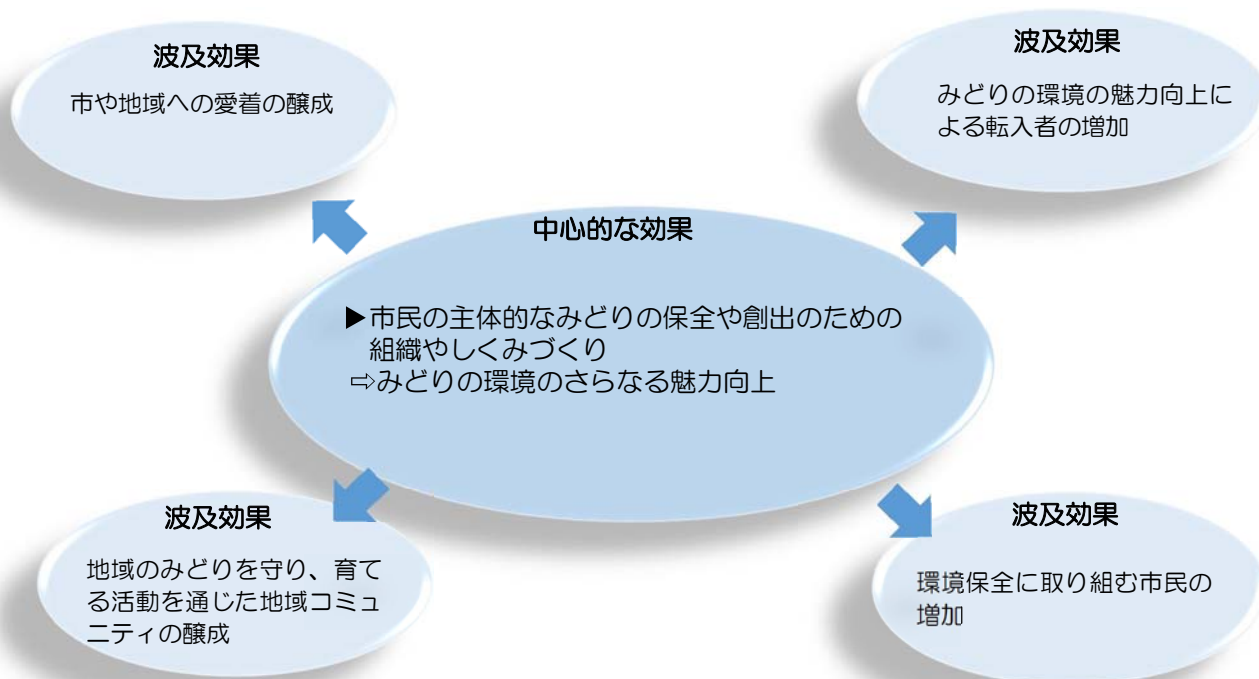 波及効果
市や地域への愛着の醸成
波及効果
みどりの環境の魅力向上に
よる転入者の増加
中心的な効果
▶市民の主体的なみどりの保全や創出のための
組織やしくみづくり
⇨みどりの環境のさらなる魅力向上
波及効果
地域のみどりを守り、育て
る活動を通じた地域コミュ
ニティの醸成
波及効果
環境保全に取り組む市民の
増加